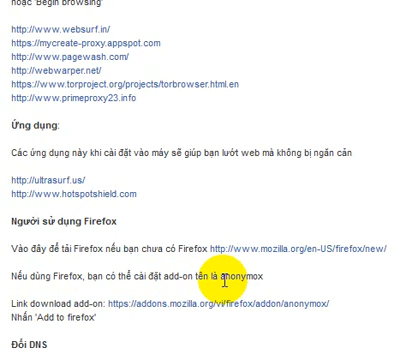 hoặc 'Begin browsing'
http://www.websurf.in/
https://mycreate-proxy.appspot.com
http://www.pagewash.com/
http://webwarper.net/
https://www.torproject.org/projects/torbrowser.html.en
http://www.primeproxy23.info
Ứng dụng:
Các ứng dụng này khi cài đặt vào máy sẽ giúp bạn lướt web mà không bị ngăn cản
http://ultrasurf.us/
http://www.hotspotshield.com
Người sử dụng Firefox
Vào đây để tải Firefox nếu bạn chưa có Firefox http://www.mozilla.org/en-US/firefox/new/
Nếu dùng Firefox, bạn có thể cài đặt add-on tên là anonymox
Link download add-on: https://addons.mozilla.org/vi/firefox/addon/anonymox/
Nhấn 'Add to firefox'
Đổi DNS